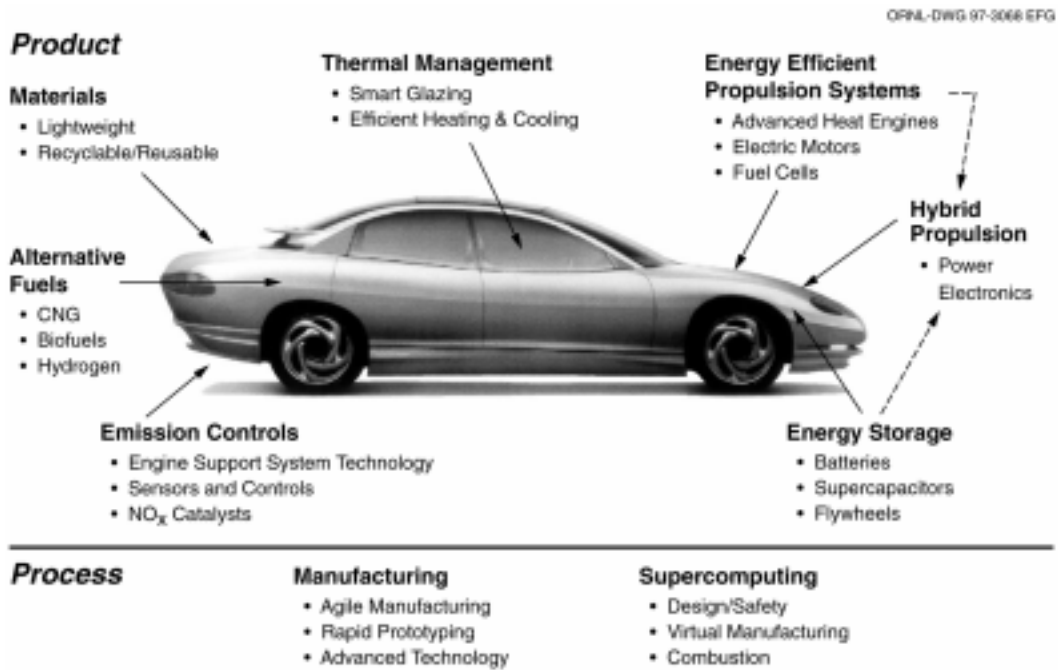 ORNL-DWG 97-3068 EFG
Product
Materials
• Lightweight
• Recyclable/Reusable
Thermal Management
• Smart Glazing
• Efficient Heating & Cooling
Energy Efficient
Propulsion Systems
• Advanced Heat Engines
• Electric Motors
• Fuel Cells
Hybrid
Propulsion
• Power
Electronics
Alternative
Fuels
• CNG
• Biofuels
• Hydrogen
Emission Controls
• Engine Support System Technology
• Sensors and Controls
• NOX Catalysts
Energy Storage
• Batteries
• Supercapacitors
• Flywheels
Process
Manufacturing
• Agile Manufacturing
• Rapid Prototyping
• Advanced Technology
Supercomputing
• Design/Safety
• Virtual Manufacturing
• Combustion